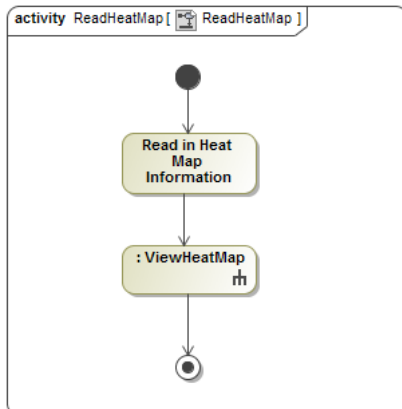 activity ReadHeatMap [ ReadHeatMap ]
Read in Heat
Map
Information
: ViewHeatMap